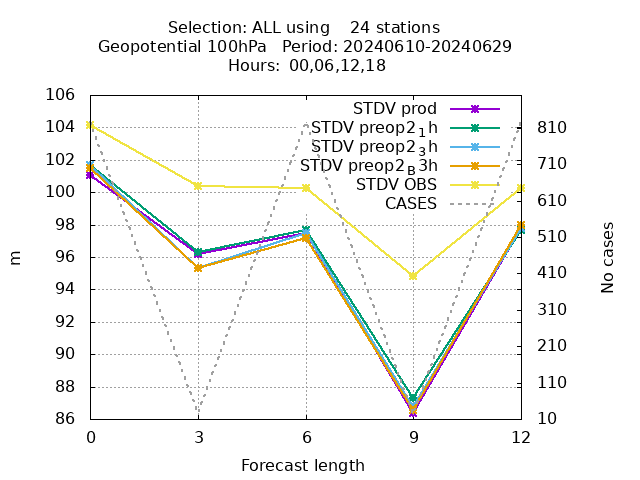 Selection: ALL using    24 stations
Geopotential 100hPa   Period: 20240610-20240629
Hours: 00,06,12,18
STDV prod
STDV preop2_1h
STDV preop2_3h
STDV preop2_B3h
STDV OBS
CASES
106
104
102
100
98
96
94
92
90
88
86
810
710
610
510
410
310
210
110
10
m
No cases
0 3 6 9 12
Forecast length